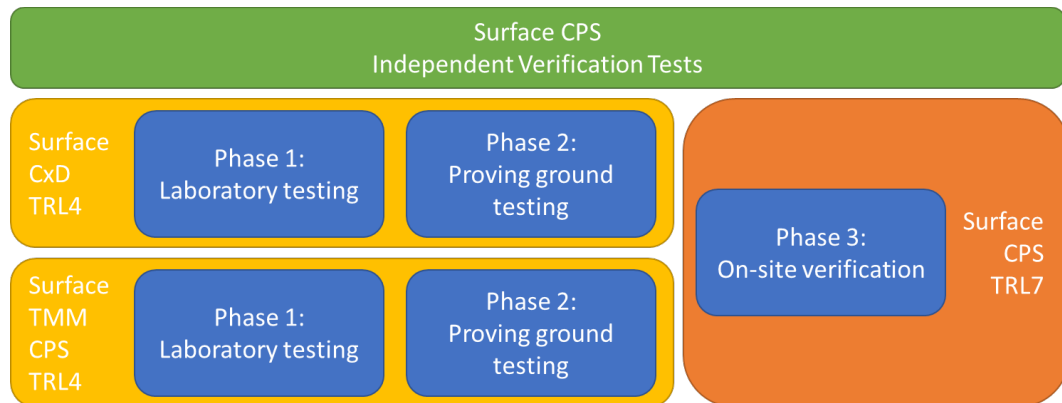 Surface CPS
Independent Verification Tests
Surface
CxD
TRL4
Phase 1:
Laboratory testing
Phase 2:
Proving ground
testing
Surface
TMM
CPS
TRL4
Phase 1:
Laboratory testing
Phase 2:
Proving ground
testing
Phase 3:
On-site verification
Surface
CPS
TRL7